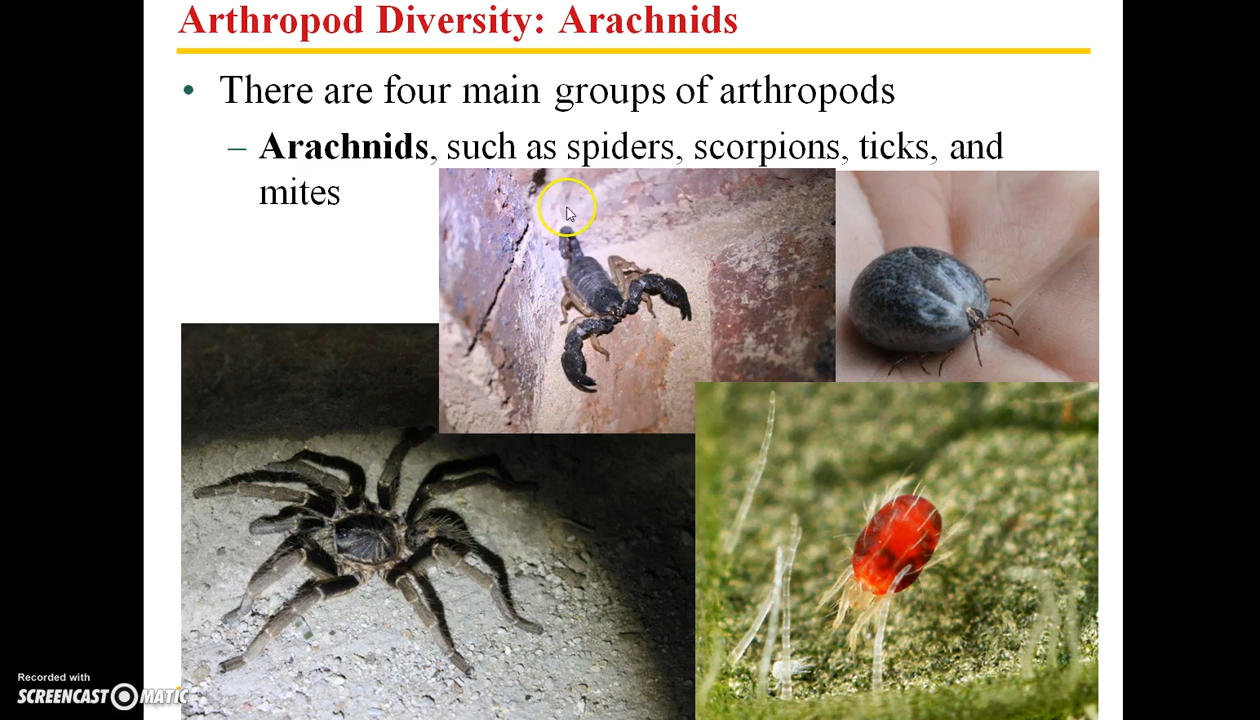 Arthropod Diversity: Arachnids
• There are four main groups of arthropods
– Arachnids, such as spiders, scorpions, ticks, and
mites
Recorded with
SCREENCAST MATIC